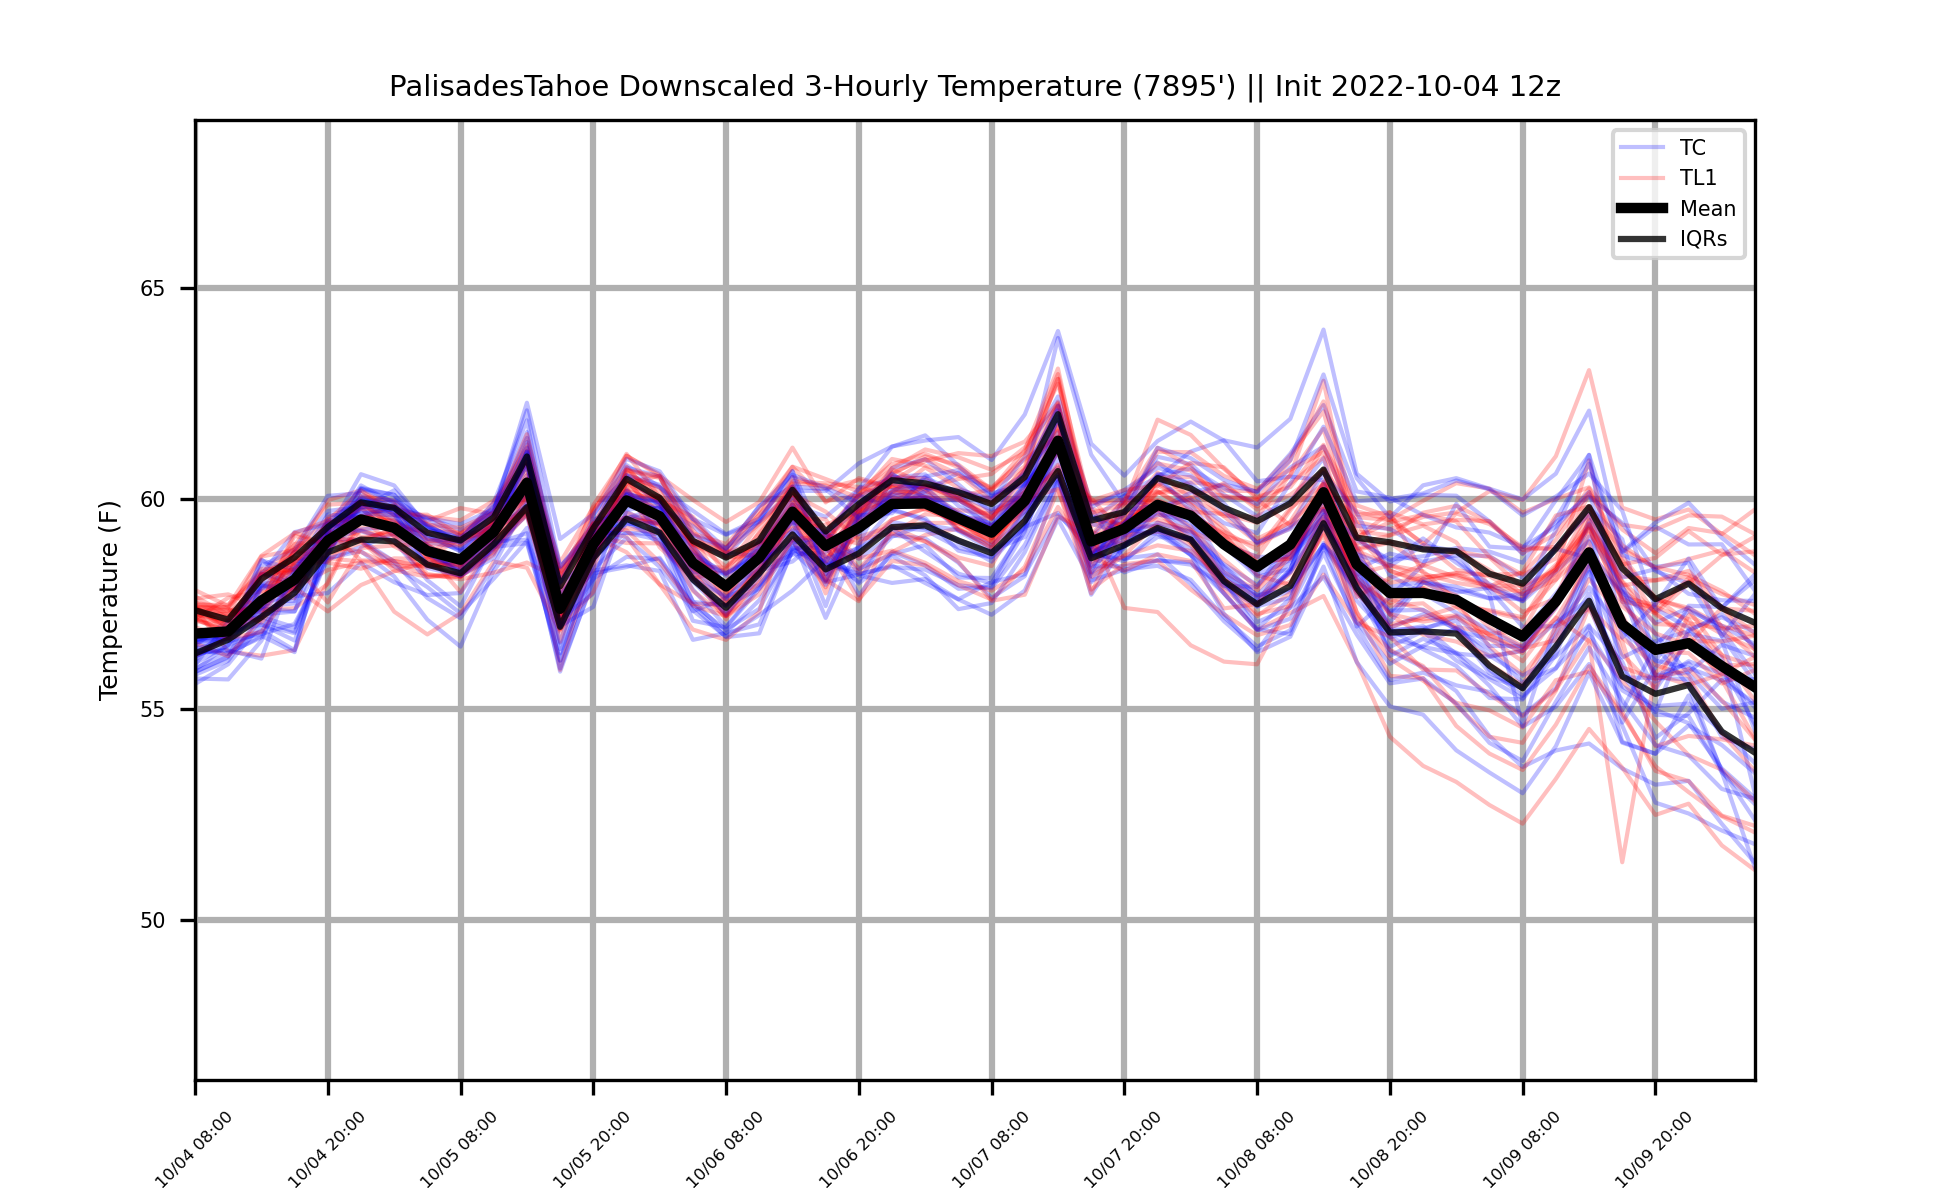 PalisadesTahoe Downscaled 3-Hourly Temperature (7895') || Init 2022-10-04 12z
TC
TL1
Mean
IQRs
Temperature (F)
65
60
55
50
10/04 08:00
10/04 20:00
10/05 08:00
10/05 20:00
10/06 08:00
10/06 20:00
10/07 08:00
10/07 20:00
10/08 08:00
10/08 20:00
10/09 08:00
10/09 20:00